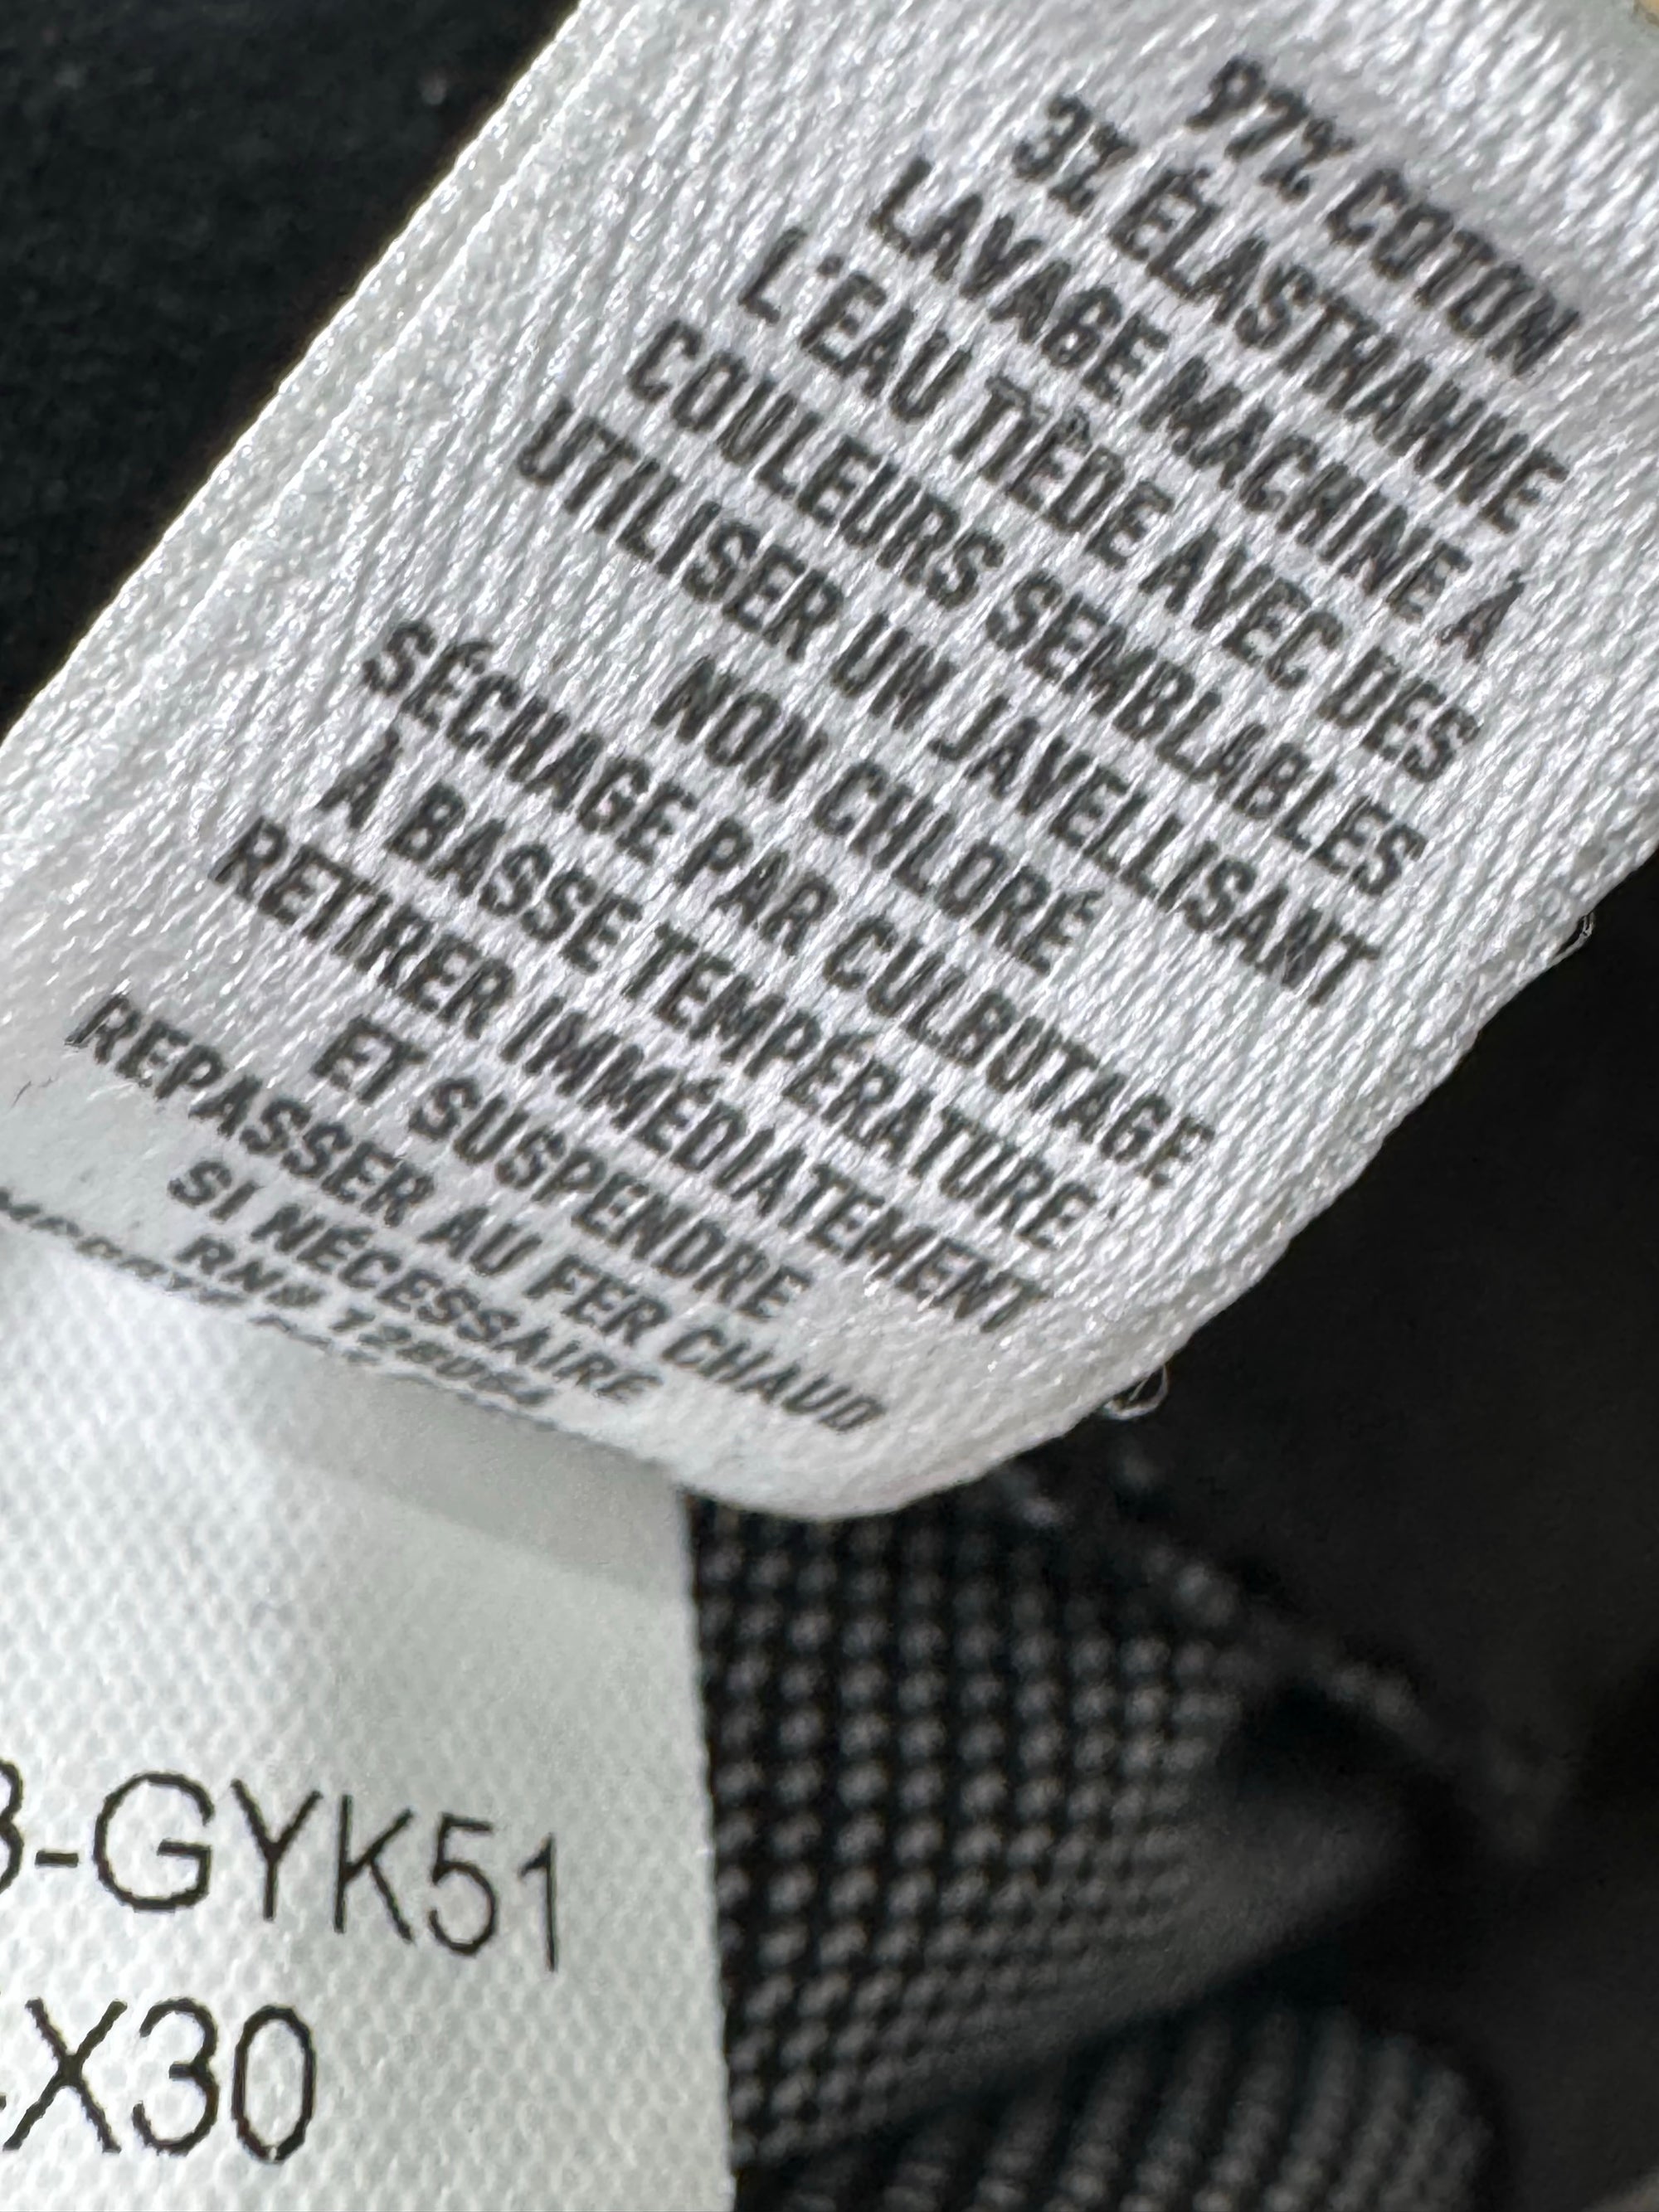 97% COTON
3% ÉLASTHANNE
LAVAGE MACHINE À
L'EAU TIÈDE AVEC DES
COULEURS SEMBLABLES
UTILISER UN JAVELLISANT
NON CHLORÉ
SÉCHAGE PAR CULBUTAGE
À BASSE TEMPÉRATURE
RETIRER IMMÉDIATEMENT
ET SUSPENDRE
REPASSER AU FER CHAUD
SI NÉCESSAIRE
RN#
-GYK51
X30